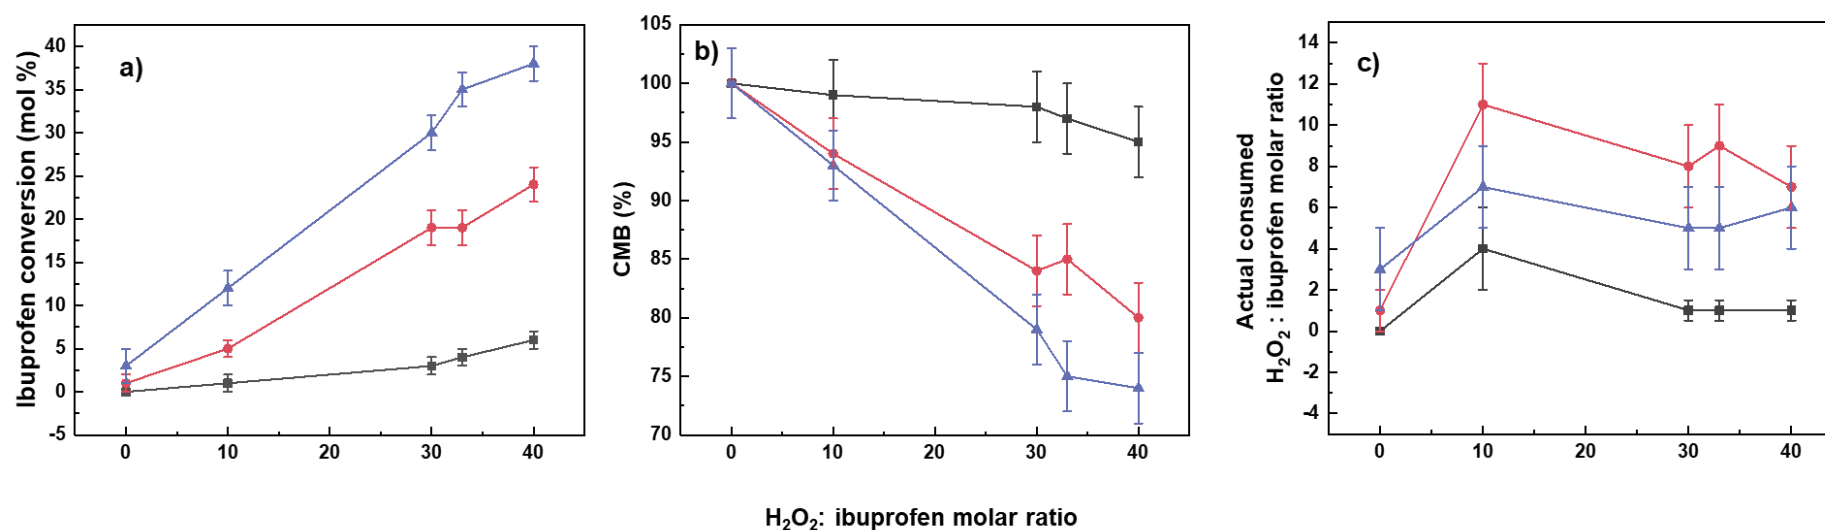 Ibuprofen conversion (mol %)
40
35
30
25
20
15
10
5
0
-5
a)
0 10 20 30 40
CMB (%)
105
100
95
90
85
80
75
70
b)
0 10 20 30 40
Actual consumed
H₂O₂ : ibuprofen molar ratio
14
12
10
8
6
4
2
0
-2
-4
c)
0 10 20 30 40
H₂O₂: ibuprofen molar ratio